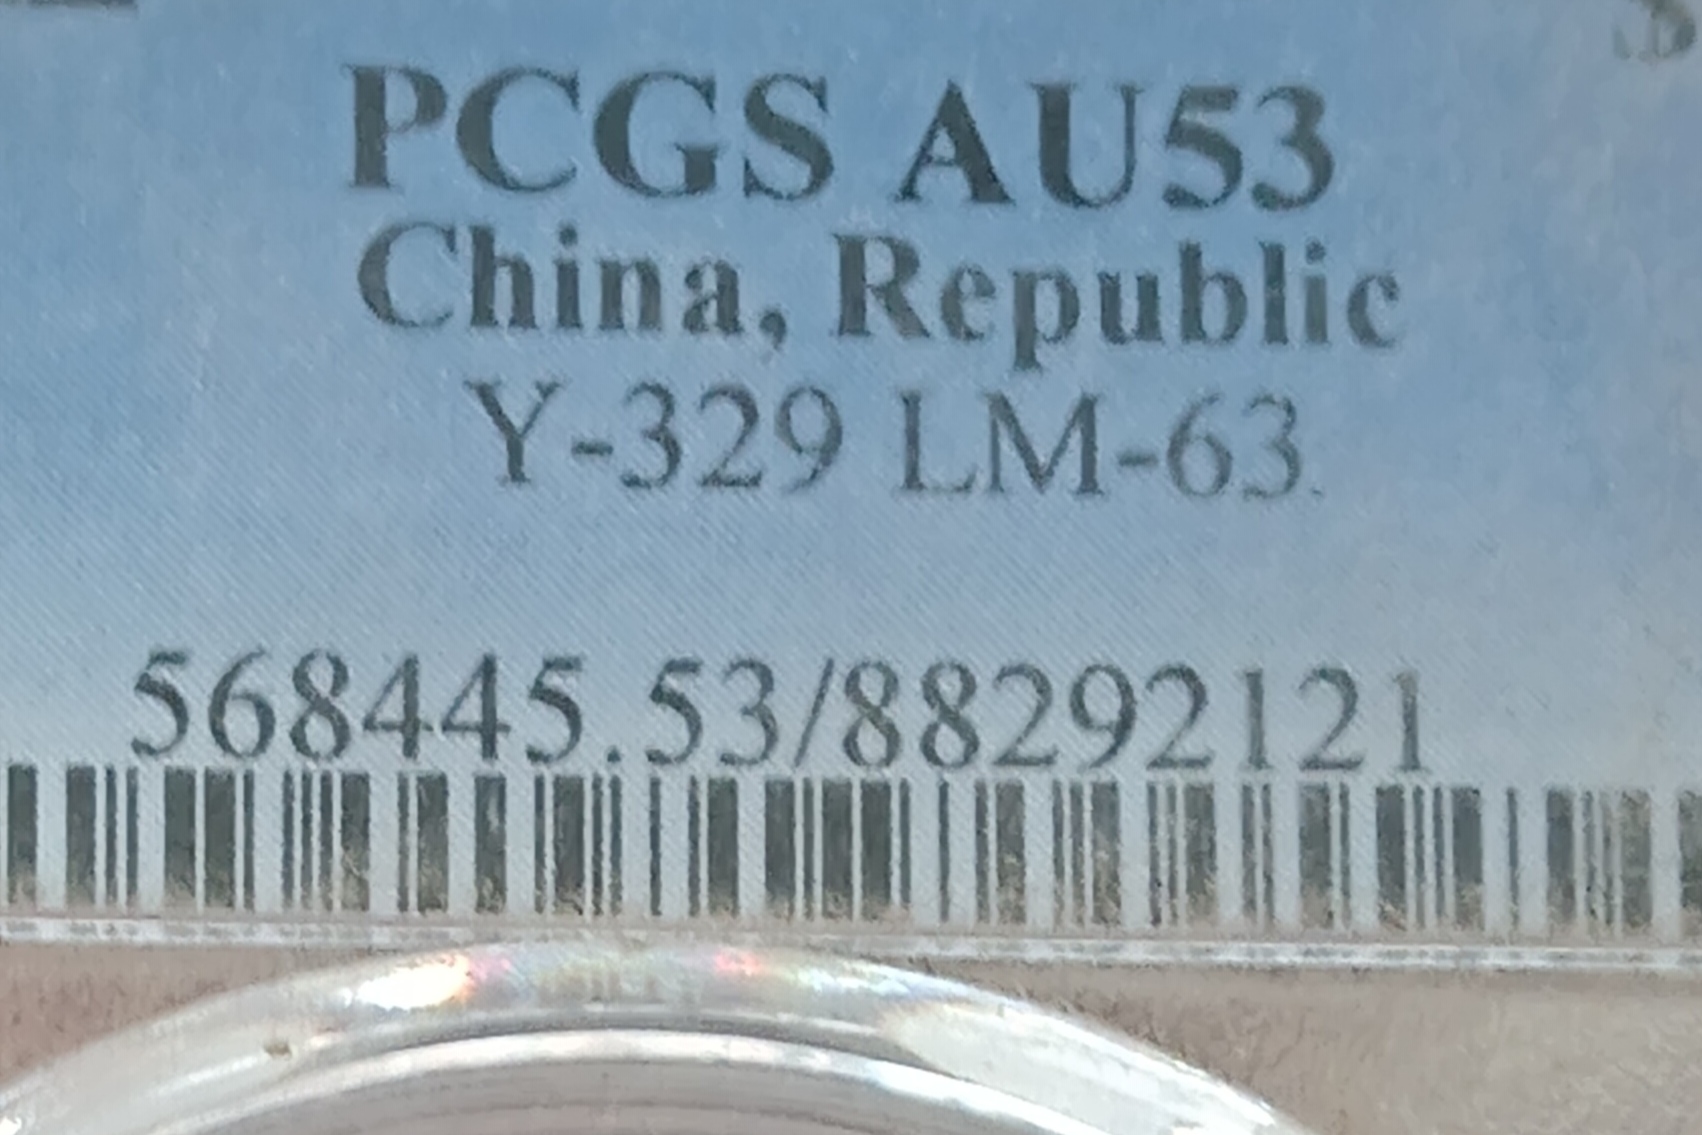 PCGS AU53
China, Republic
Y-329 LM-63
568445.53/88292121